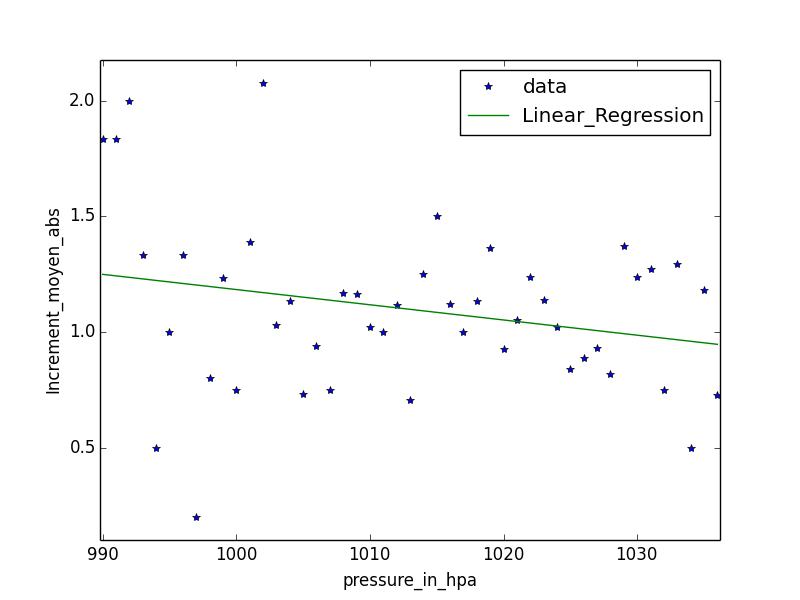 data
Linear_Regression
2.0
1.5
1.0
0.5
Increment_moyen_abs
990
1000
1010
1020
1030
pressure_in_hpa